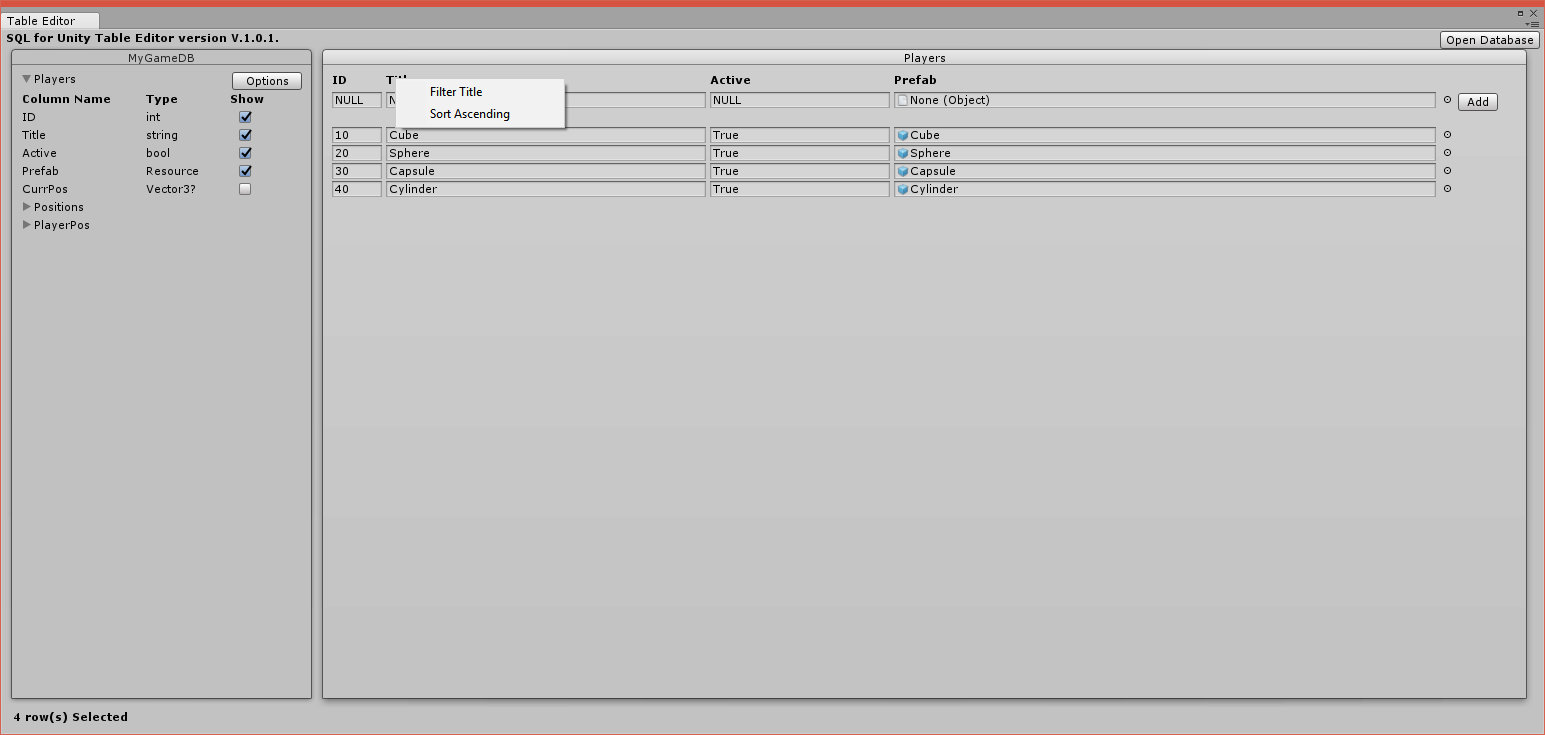 Table Editor
SQL for Unity Table Editor version V.1.0.1.
Open Database
MyGameDB
Players
Options
Column Name Type Show
ID int
Title string
Active bool
Prefab Resource
CurrPos Vector3?
Positions
PlayerPos
Players
ID Title Active Prefab
NULL NULL None (Object) Add
Filter Title
Sort Ascending
10 Cube True Cube
20 Sphere True Sphere
30 Capsule True Capsule
40 Cylinder True Cylinder
4 row(s) Selected